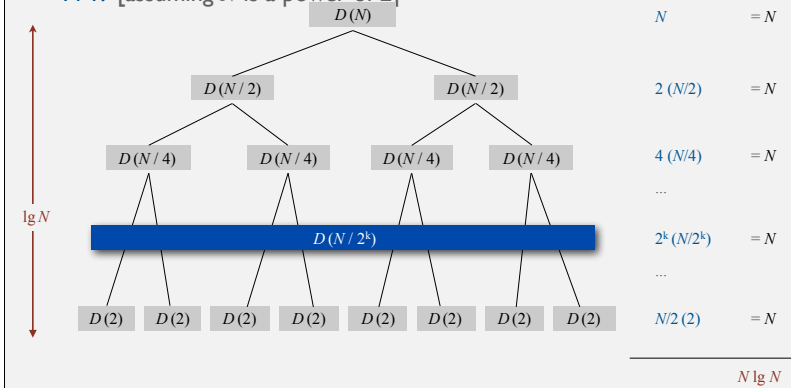 [assuming N is a power of 2]
D (N) N = N
D (N / 2) D (N / 2) 2 (N/2) = N
D (N / 4) D (N / 4) D (N / 4) D (N / 4) 4 (N/4) = N
...
lg N
D (N / 2ᵏ) 2ᵏ (N/2ᵏ) = N
...
D (2) D (2) D (2) D (2) D (2) D (2) D (2) D (2) N/2 (2) = N
N lg N